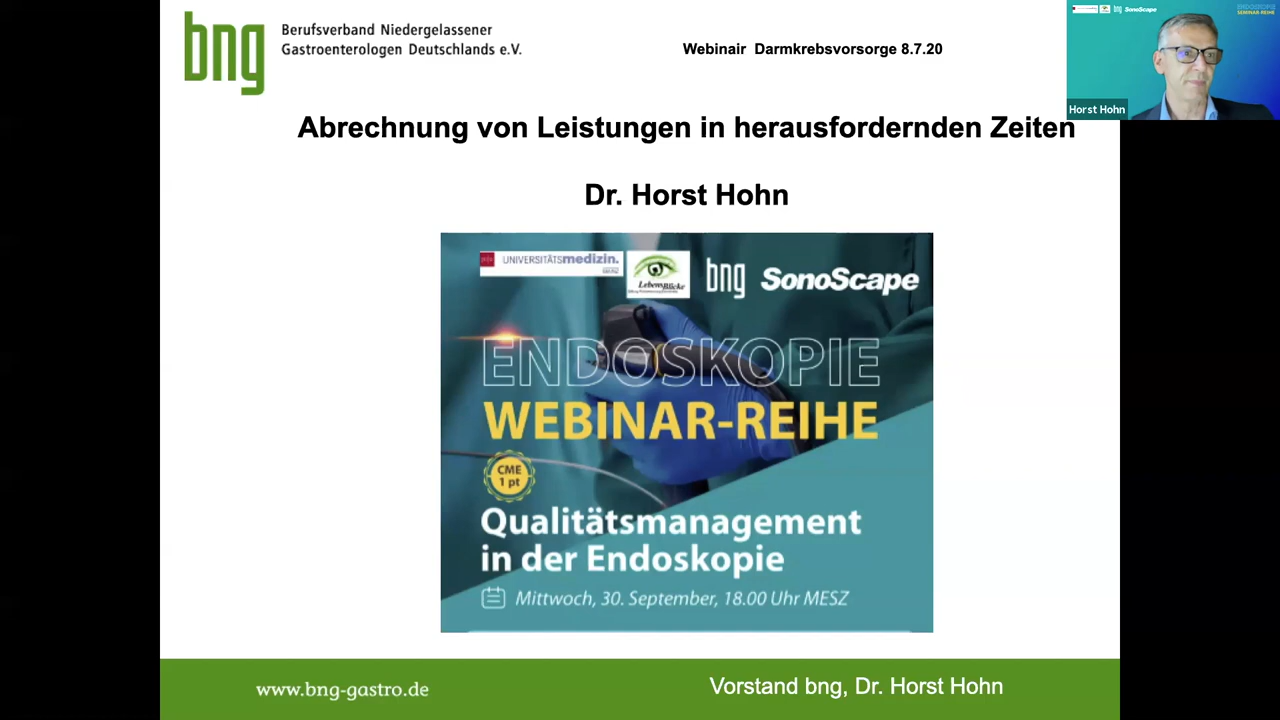 bng
Berufsverband Niedergelassener
Gastroenterologen Deutschlands e.V.
Webinair Darmkrebsvorsorge 8.7.20
SonoScape
Horst Hohn
Abrechnung von Leistungen in herausfordernden Zeiten
Dr. Horst Hohn
UNIVERSITÄTSmedizin.
LebensBlicke
bng
SonoScape
ENDOSKOPIE
WEBINAR-REIHE
CME
1 pt
Qualitätsmanagement
in der Endoskopie
Mittwoch, 30. September, 18.00 Uhr MESZ
www.bng-gastro.de
Vorstand bng, Dr. Horst Hohn